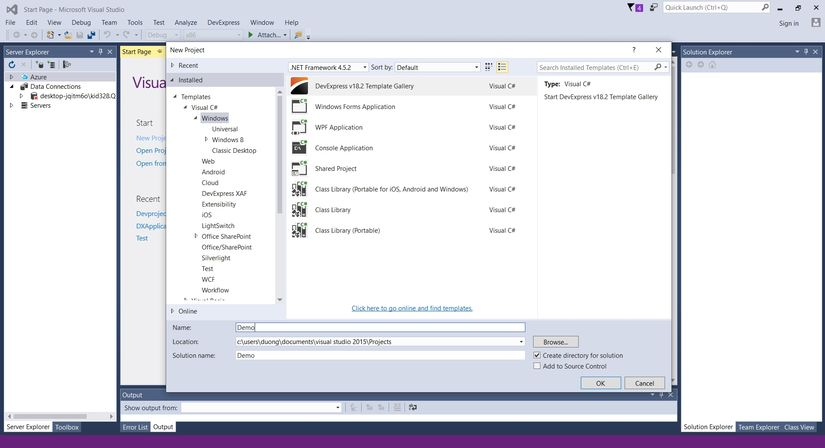 Start Page - Microsoft Visual Studio
4
Quick Launch (Ctrl+Q)
File Edit View Debug Team Tools Test Analyze DevExpress Window Help
Sign in
Debug x86 Attach...
Server Explorer
Start Page
Solution Explorer
Azure
Data Connections
desktop-jqitm6o\kid328.Q
Servers
Visua
Start
New Proje
Open Proj
Open from
Recent
Devproject
DXApplica
Test
New Project
?
Recent
.NET Framework 4.5.2
Sort by: Default
Search Installed Templates (Ctrl+E)
Installed
Templates
Visual C#
Windows
Universal
Windows 8
Classic Desktop
Web
Android
Cloud
DevExpress XAF
Extensibility
iOS
LightSwitch
Office SharePoint
Office/SharePoint
Silverlight
Test
WCF
Workflow
Visual Basic
Online
DevExpress v18.2 Template Gallery Visual C#
Windows Forms Application Visual C#
WPF Application Visual C#
Console Application Visual C#
Shared Project Visual C#
Class Library (Portable for iOS, Android and Windows) Visual C#
Class Library Visual C#
Class Library (Portable) Visual C#
Click here to go online and find templates.
Type: Visual C#
Start DevExpress v18.2 Template Gallery
Name: Demo
Location: c:\users\duong\documents\visual studio 2015\Projects
Browse...
Solution name: Demo
Create directory for solution
Add to Source Control
OK Cancel
Output
Show output from:
Server Explorer Toolbox
Error List Output
Solution Explorer Team Explorer Class View